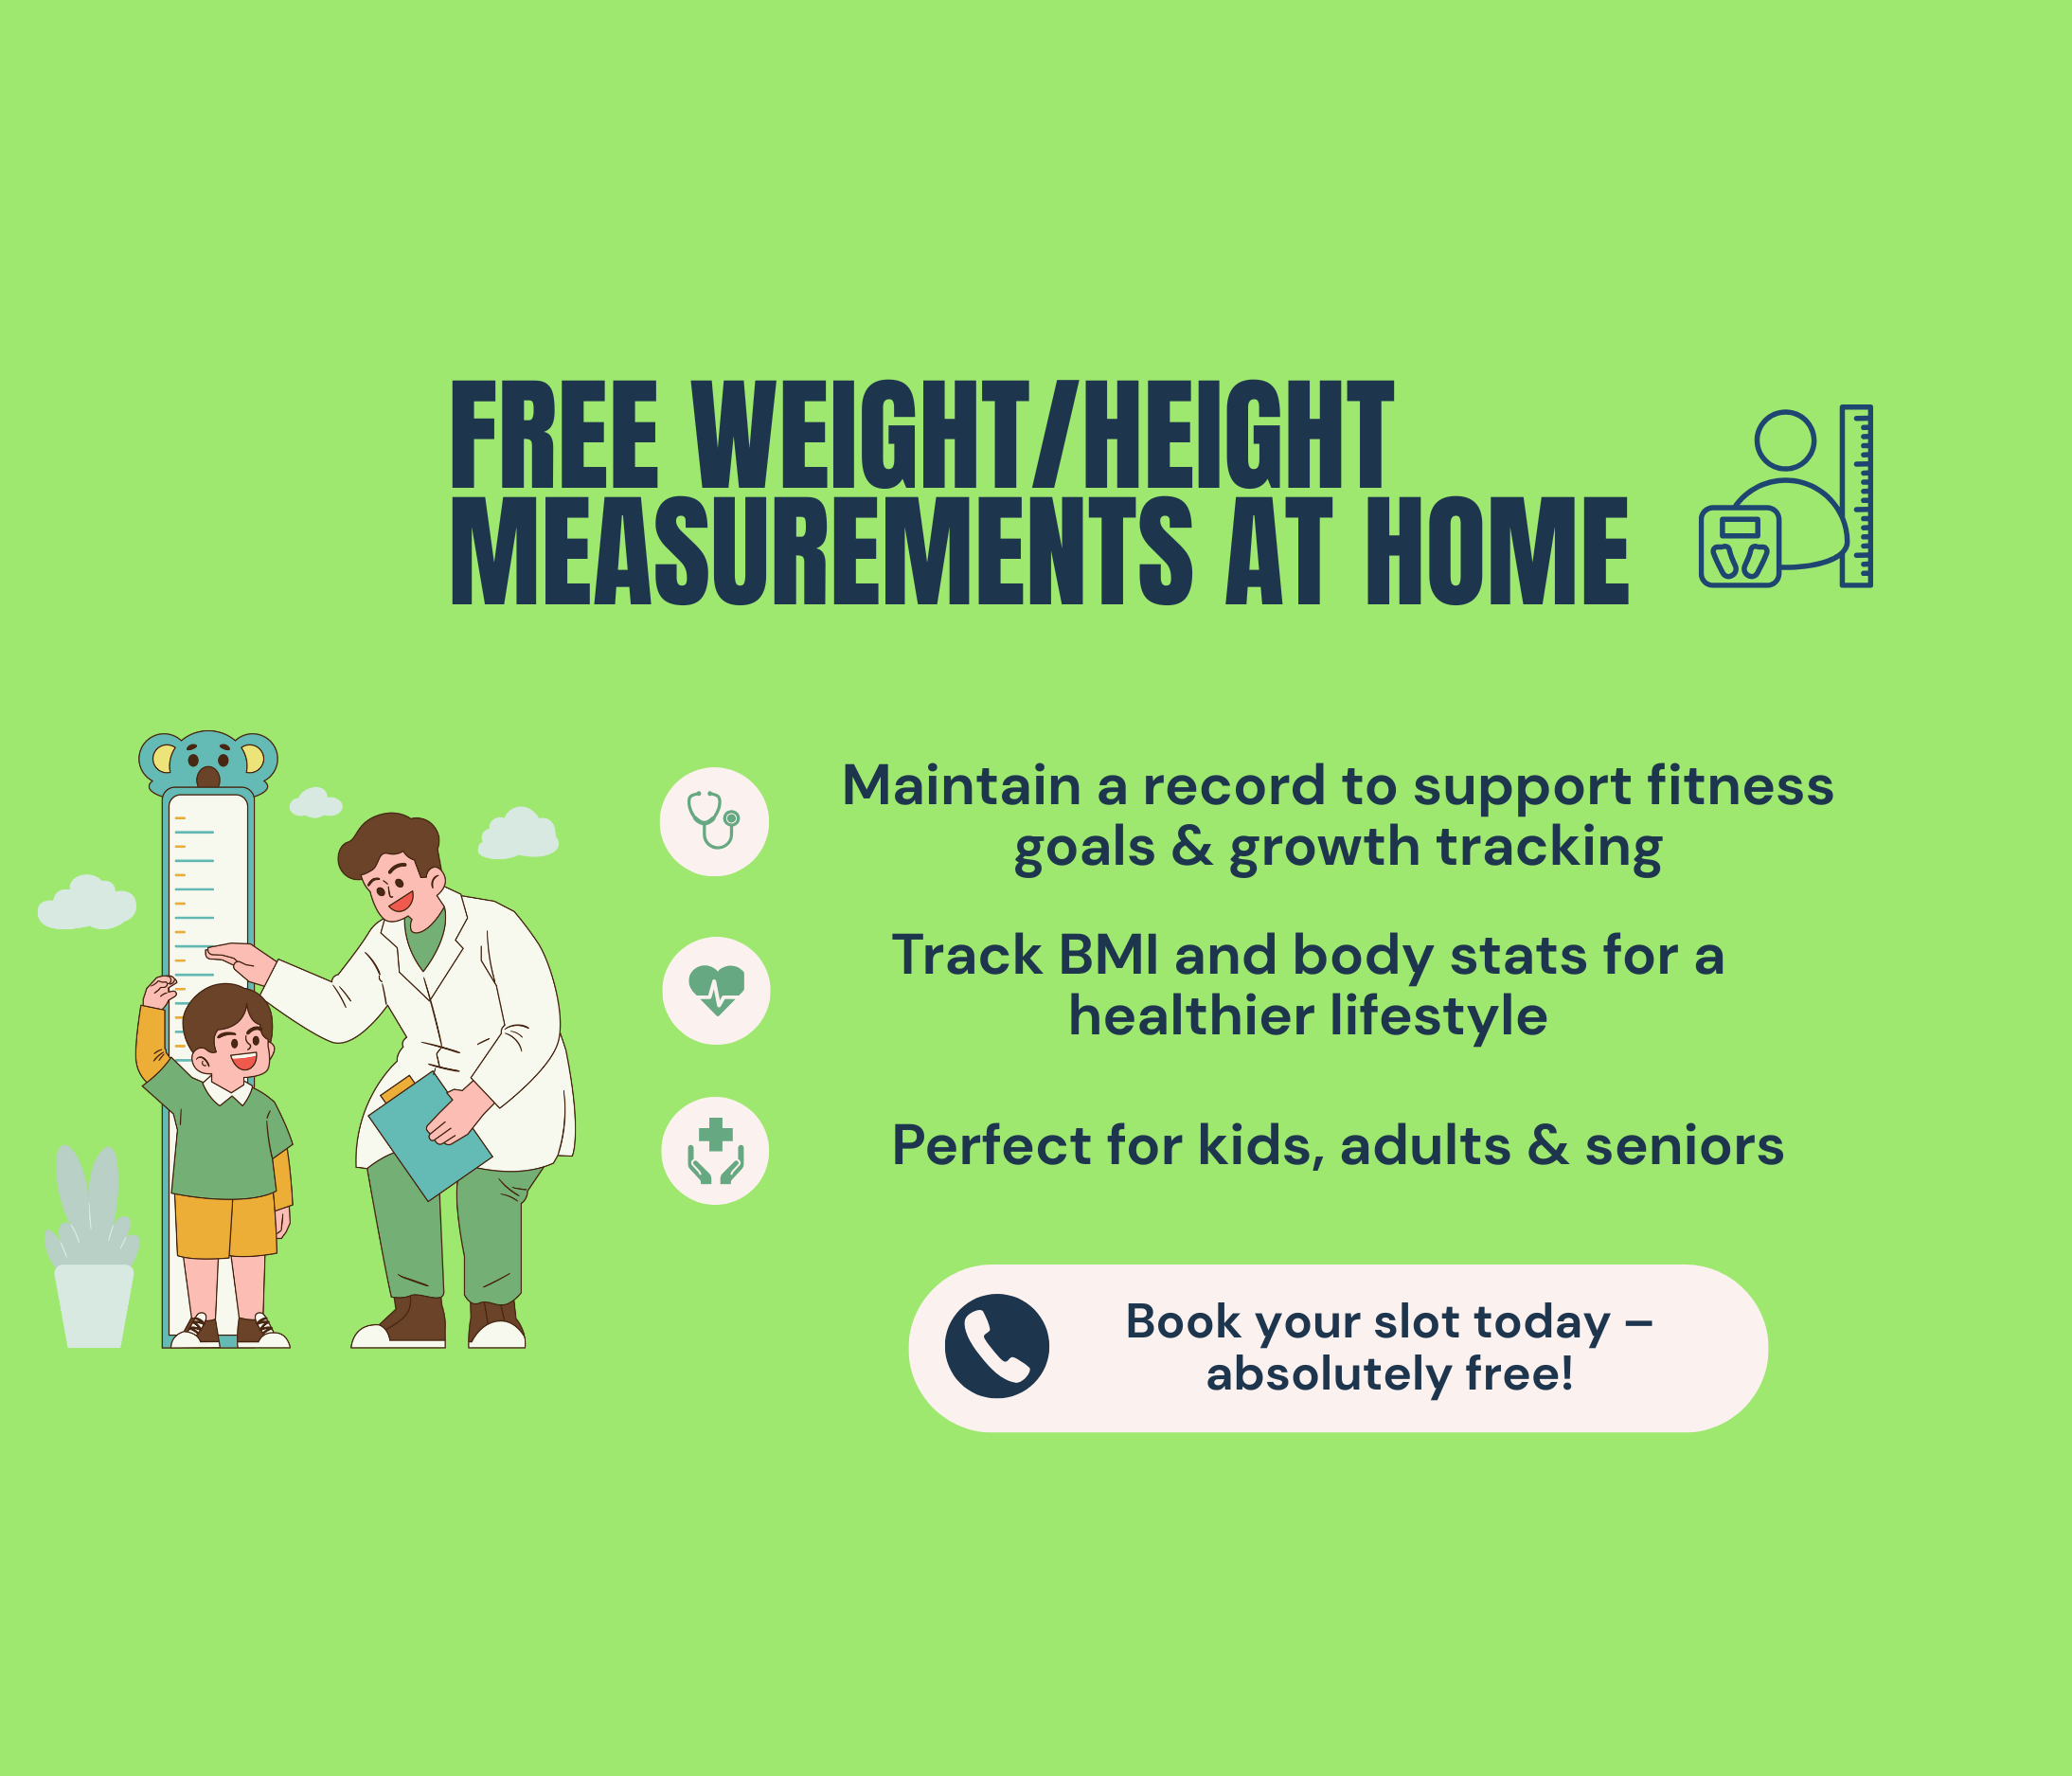 FREE WEIGHT/HEIGHT
MEASUREMENTS AT HOME
Maintain a record to support fitness
goals & growth tracking
Track BMI and body stats for a
healthier lifestyle
Perfect for kids, adults & seniors
Book your slot today –
absolutely free!